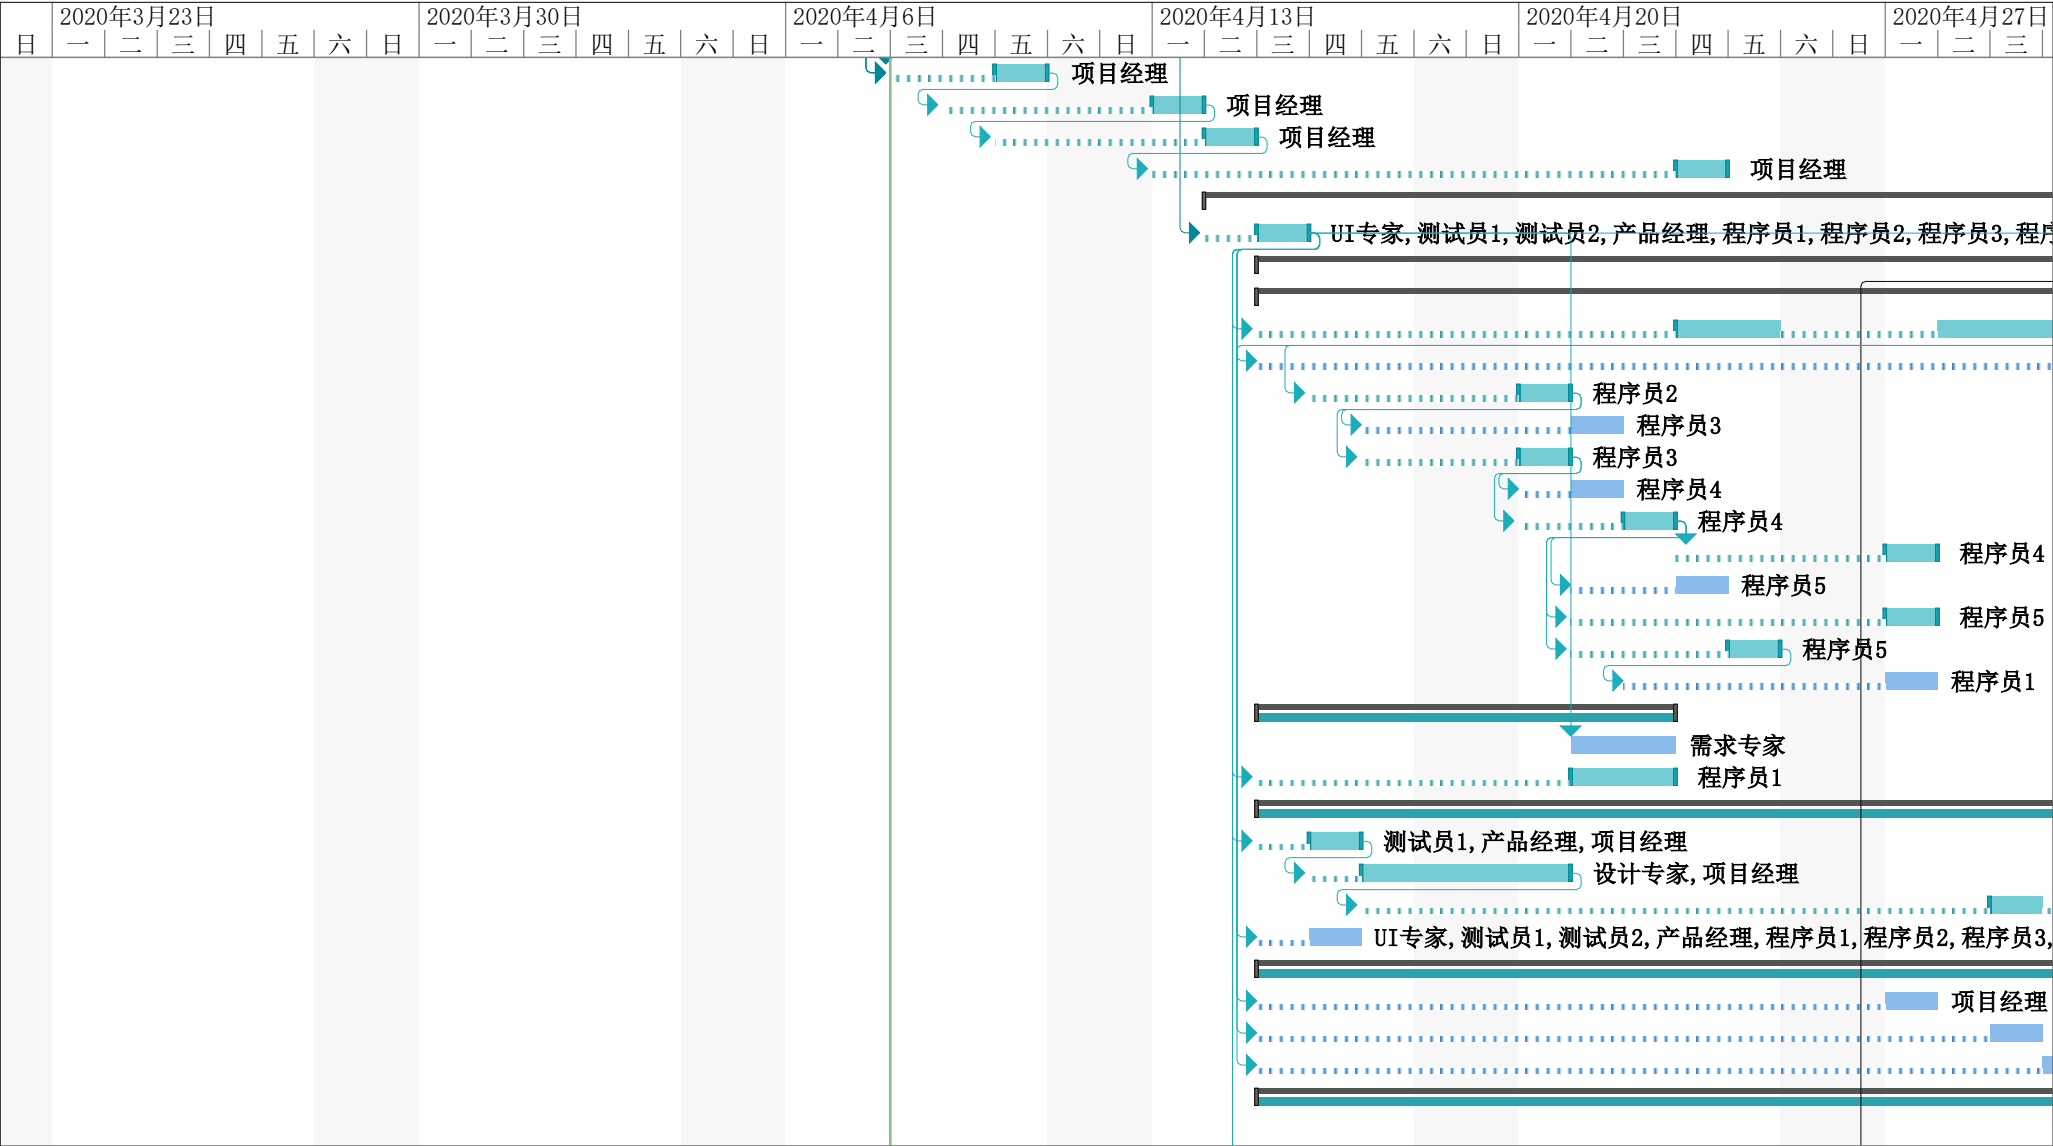 2020年3月23日 2020年3月30日 2020年4月6日 2020年4月13日 2020年4月20日 2020年4月27日
日 一 二 三 四 五 六 日 一 二 三 四 五 六 日 一 二 三 四 五 六 日 一 二 三 四 五 六 日 一 二 三 四 五 六 日 一 二 三
项目经理
项目经理
项目经理
项目经理
UI专家,测试员1,测试员2,产品经理,程序员1,程序员2,程序员3,程序
程序员2
程序员3
程序员3
程序员4
程序员4
程序员4
程序员5
程序员5
程序员5
程序员1
需求专家
程序员1
测试员1,产品经理,项目经理
设计专家,项目经理
UI专家,测试员1,测试员2,产品经理,程序员1,程序员2,程序员3,
项目经理